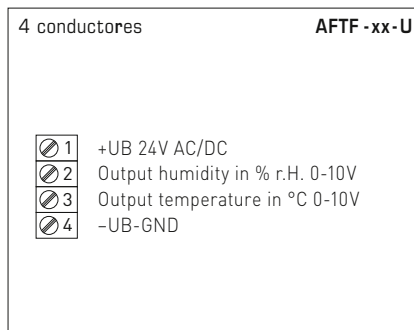 4 conductores AFTF-xx-U
1 +UB 24V AC/DC
2 Output humidity in % r.H. 0-10V
3 Output temperature in °C 0-10V
4 –UB-GND